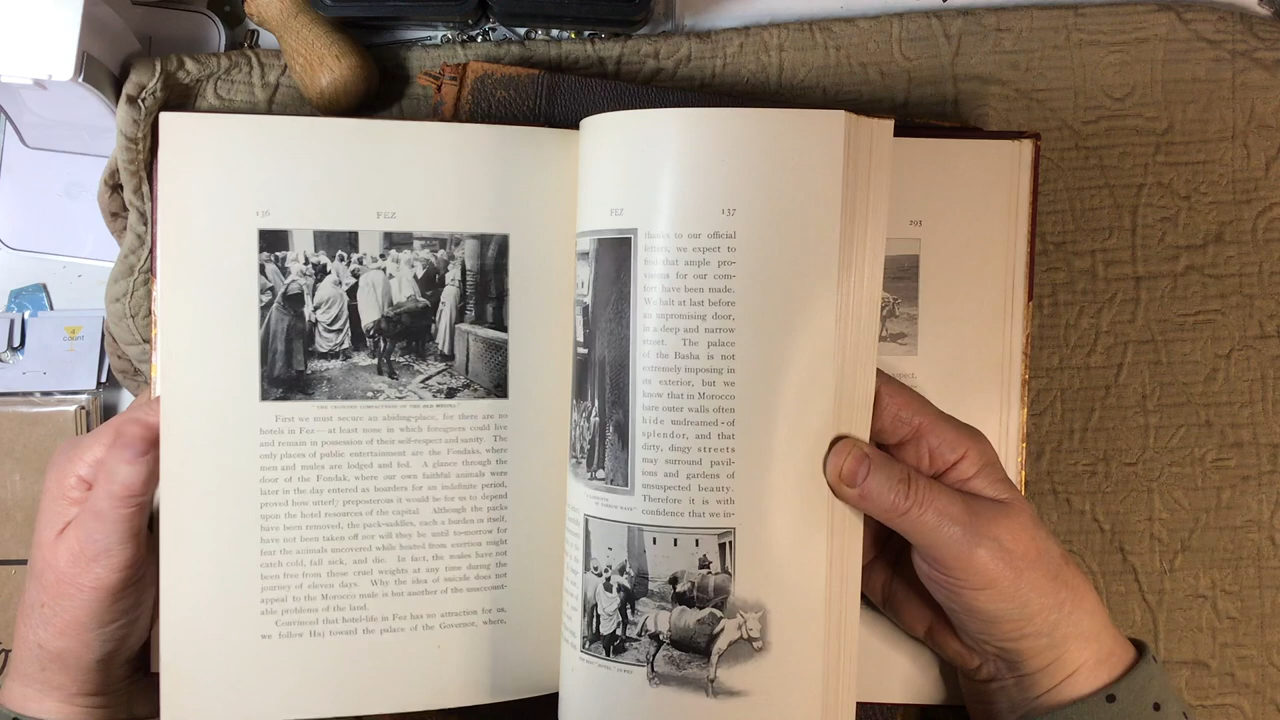 136
FEZ
"THE CROWDED COMPACTNESS OF THE OLD MEDINA"
First we must secure an abiding-place, for there are no
hotels in Fez—at least none in which foreigners could live
and remain in possession of their self-respect and sanity. The
only places of public entertainment are the Fondaks, where
men and mules are lodged and fed. A glance through the
door of the Fondak, where our own faithful animals were
later in the day entered as boarders for an indefinite period,
proved how utterly preposterous it would be for us to depend
upon the hotel resources of the capital. Although the packs
have been removed, the pack-saddles, each a burden in itself,
have not been taken off nor will they be until to-morrow for
fear the animals uncovered while heated from exertion might
catch cold, fall sick, and die. In fact, the mules have not
been free from these cruel weights at any time during the
journey of eleven days. Why the idea of suicide does not
appeal to the Morocco mule is but another of the unaccount-
able problems of the land.
Convinced that hotel-life in Fez has no attraction for us,
we follow Haj toward the palace of the Governor, where,
FEZ
137
thanks to our official
letters, we expect to
find that ample pro-
visions for our com-
fort have been made.
We halt at last before
an unpromising door,
in a deep and narrow
street. The palace
of the Basha is not
extremely imposing in
its exterior, but we
know that in Morocco
bare outer walls often
hide undreamed-of
splendor, and that
dirty, dingy streets
may surround pavil-
ions and gardens of
unsuspected beauty.
Therefore it is with
confidence that we in-
"HOTEL" IN FEZ
293
aspect,
4
count